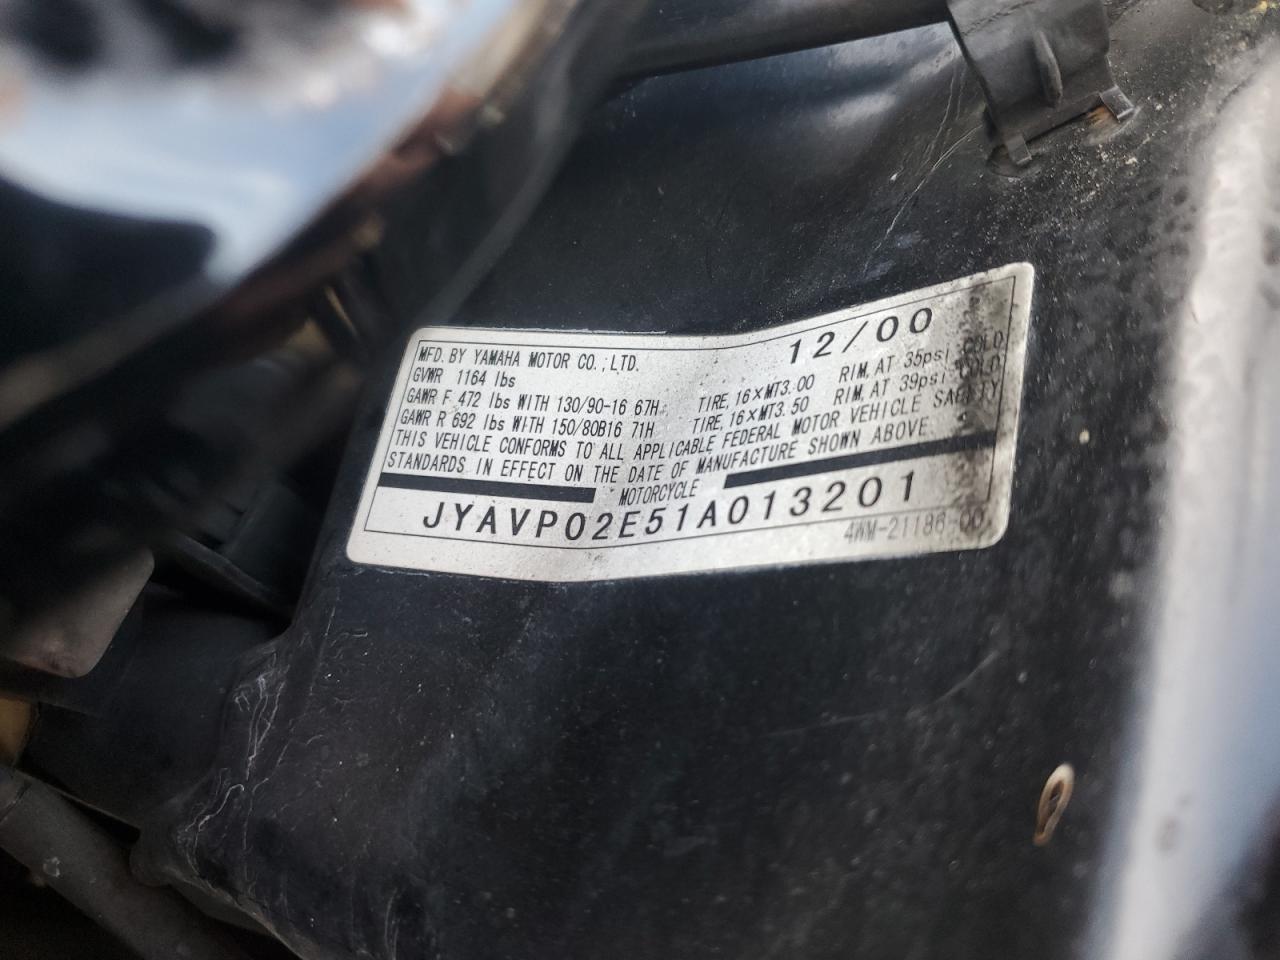 12/00
MFD. BY YAMAHA MOTOR CO.,LTD.
GVWR 1164 lbs
GAWR F 472 lbs WITH 130/90-16 67H TIRE, 16×MT3.00 RIM, AT 35psi COLD
GAWR R 692 lbs WITH 150/80B16 71H TIRE, 16×MT3.50 RIM, AT 39psi COLD
THIS VEHICLE CONFORMS TO ALL APPLICABLE FEDERAL MOTOR VEHICLE SAFETY
STANDARDS IN EFFECT ON THE DATE OF MANUFACTURE SHOWN ABOVE.
MOTORCYCLE
JYAVP02E51A013201
4WM-21186-00